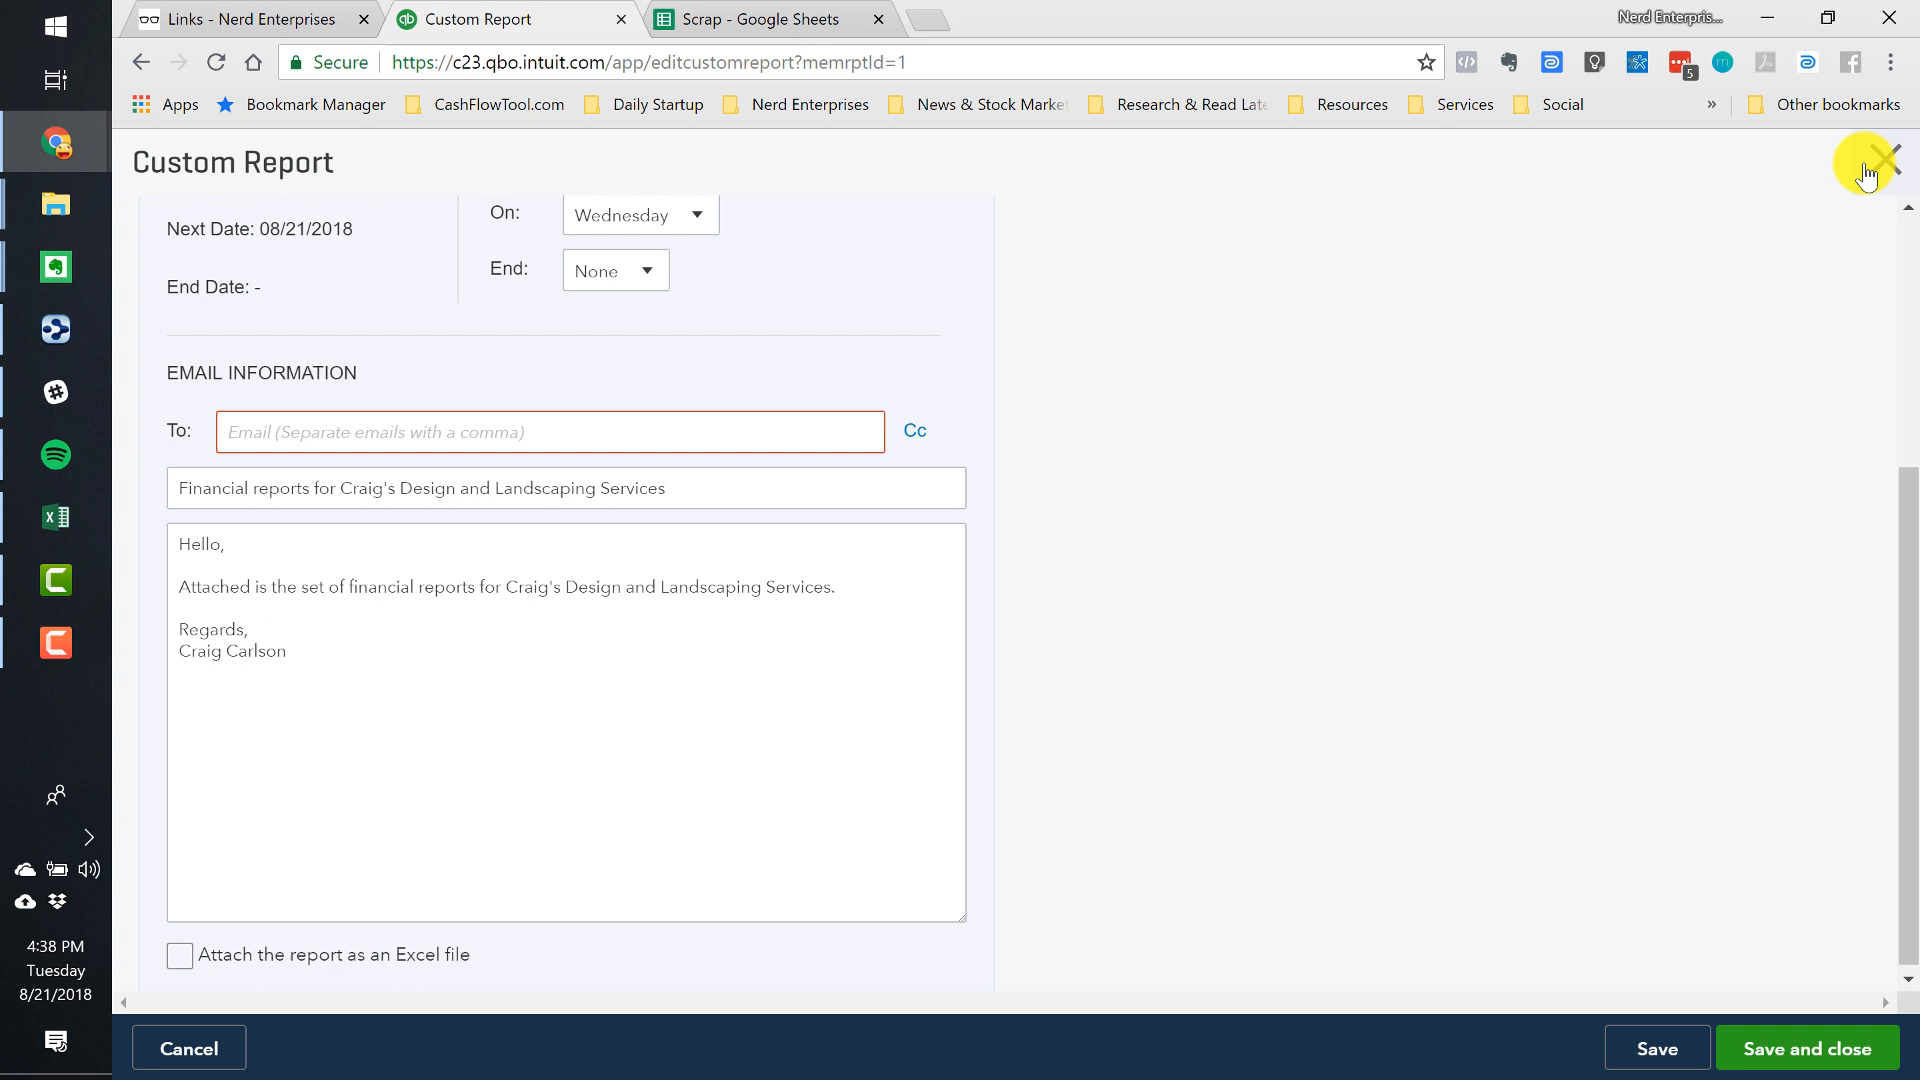 Links - Nerd Enterprises
Custom Report
Scrap - Google Sheets
Nerd Enterpris...
Secure
https://c23.qbo.intuit.com/app/editcustomreport?memrptId=1
5
Apps
Bookmark Manager
CashFlowTool.com
Daily Startup
Nerd Enterprises
News & Stock Marke
Research & Read Late
Resources
Services
Social
»
Other bookmarks
Custom Report
Next Date: 08/21/2018
On:
Wednesday
End:
None
End Date: -
EMAIL INFORMATION
To:
Email (Separate emails with a comma)
Cc
Financial reports for Craig's Design and Landscaping Services
Hello,
Attached is the set of financial reports for Craig's Design and Landscaping Services.
Regards,
Craig Carlson
Attach the report as an Excel file
4:38 PM
Tuesday
8/21/2018
Cancel
Save
Save and close